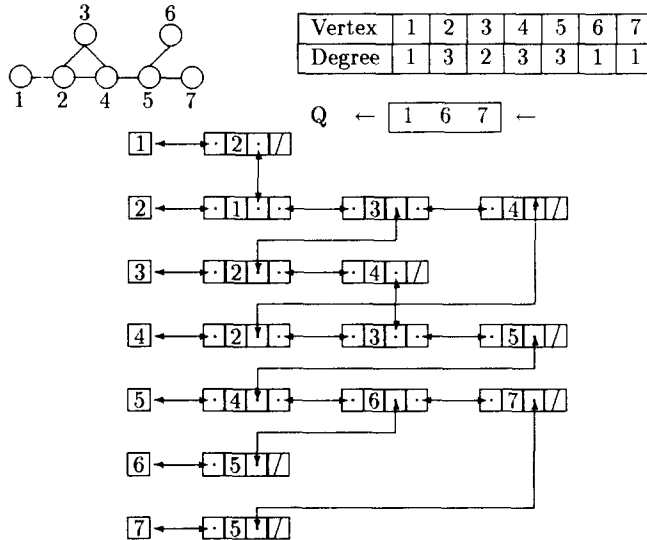 3 6
1 2 4 5 7
Vertex 1 2 3 4 5 6 7
Degree 1 3 2 3 3 1 1
Q ← 1 6 7 ←
1 · 2 · /
2 · 1 · · · 3 · · · 4 · /
3 · 2 · · · 4 · /
4 · 2 · · · 3 · · · 5 · /
5 · 4 · · · 6 · · · 7 · /
6 · 5 · /
7 · 5 · /